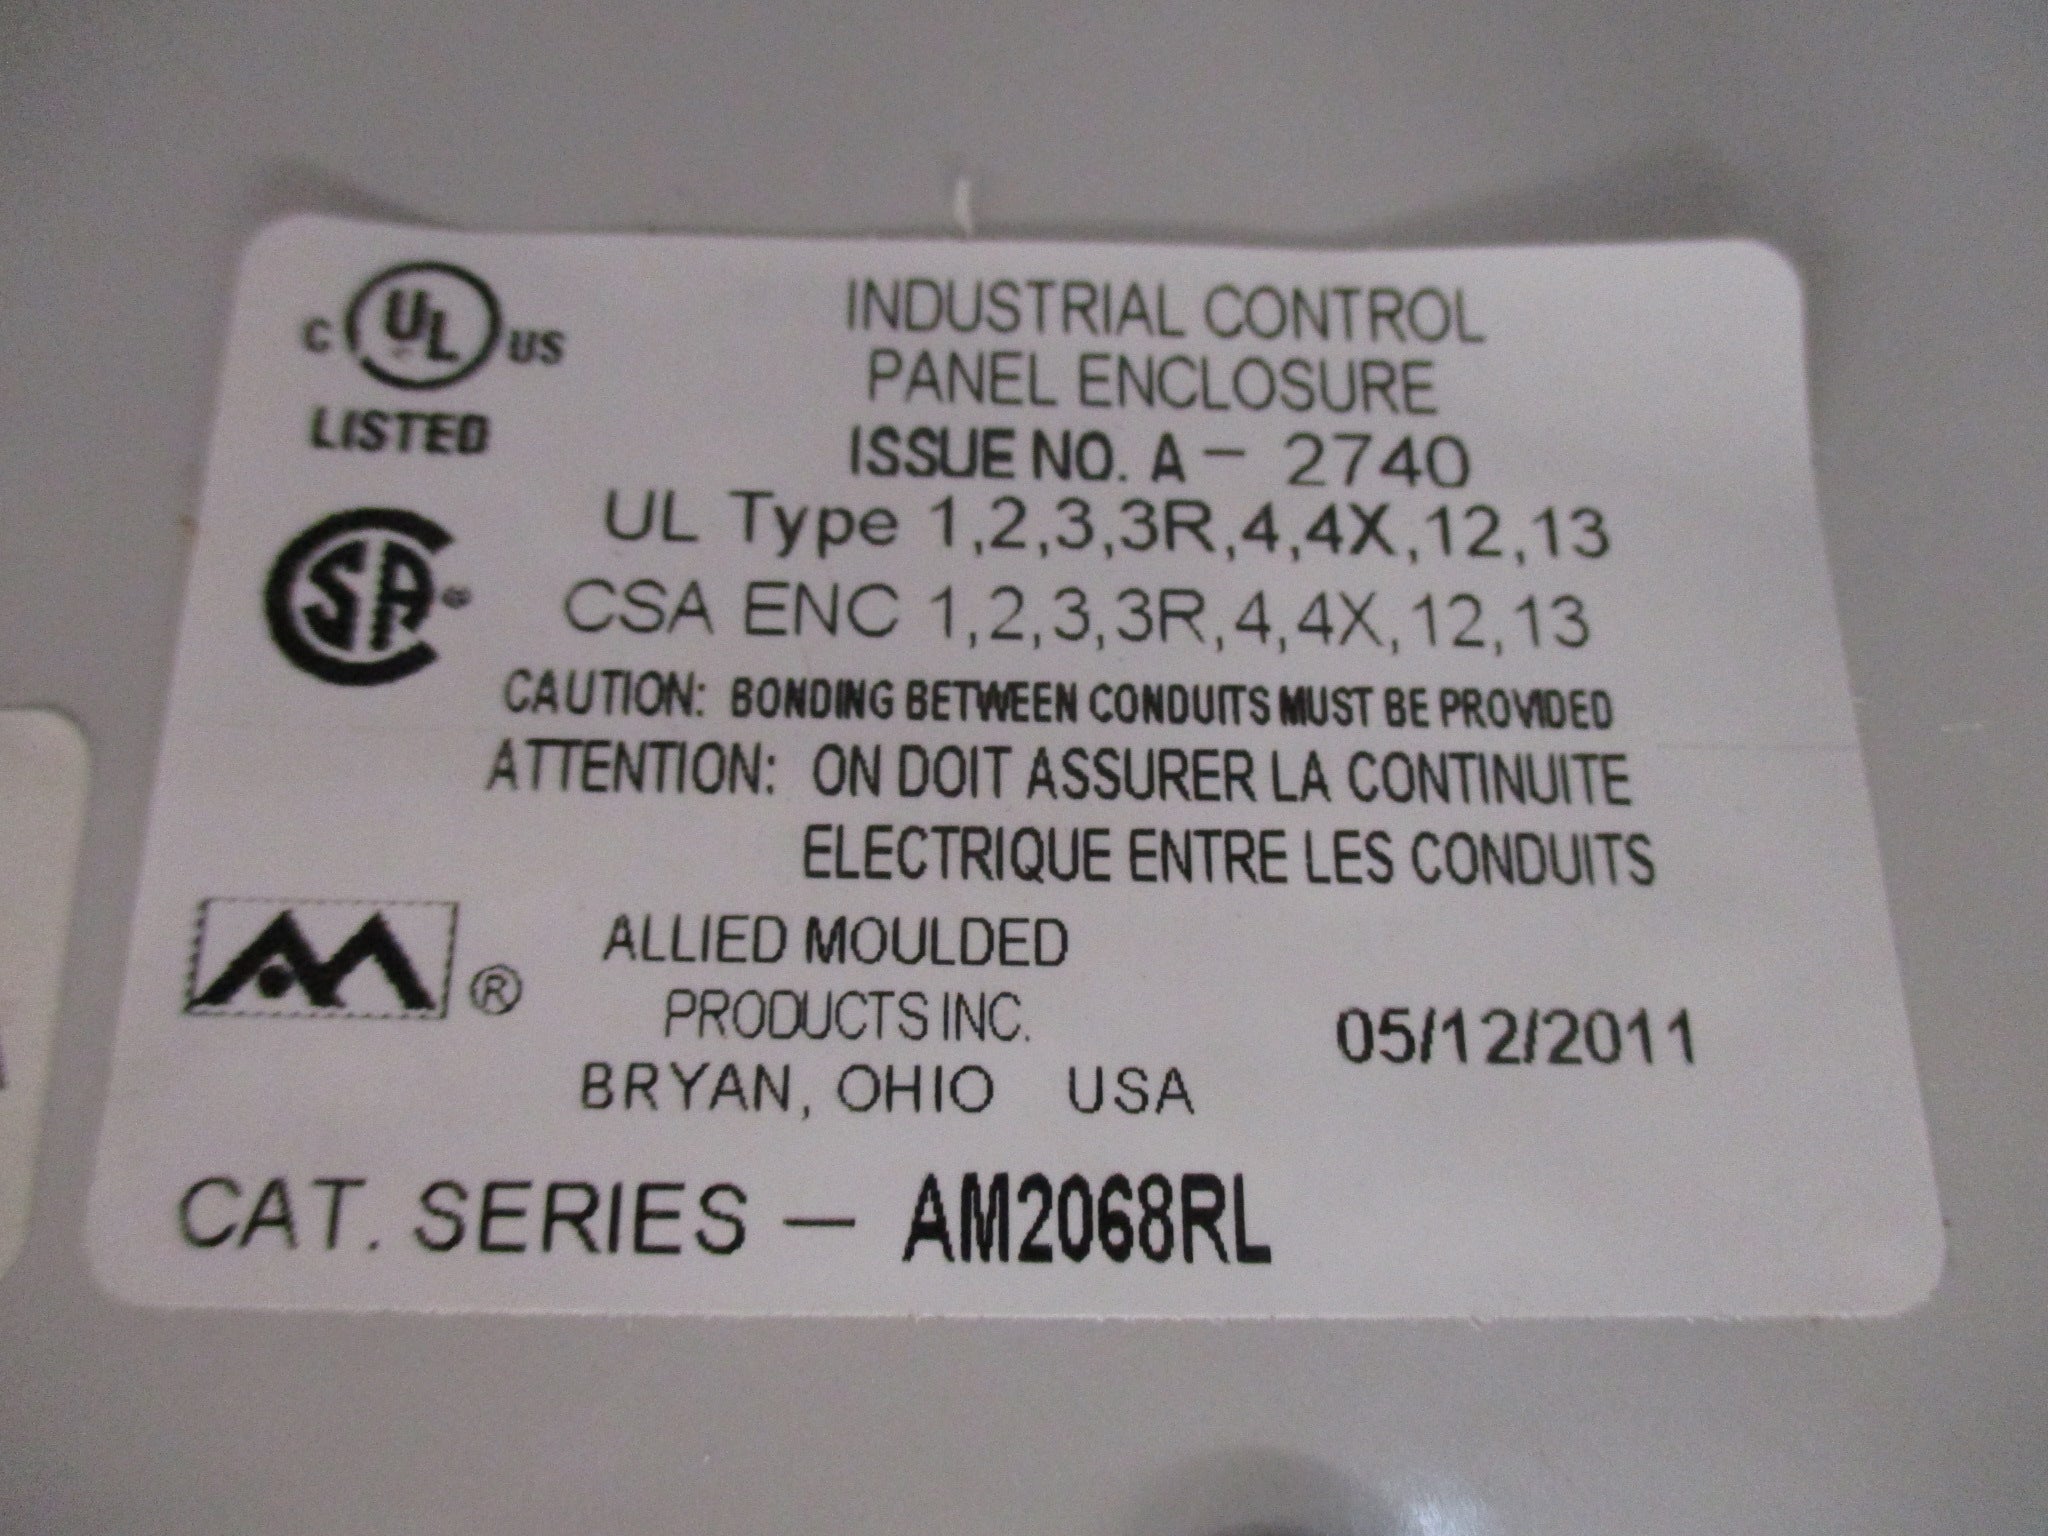 C UL US
LISTED
INDUSTRIAL CONTROL
PANEL ENCLOSURE
ISSUE NO. A - 2740
UL Type 1,2,3,3R,4,4X,12,13
CSA ®
CSA ENC 1,2,3,3R,4,4X,12,13
CAUTION: BONDING BETWEEN CONDUITS MUST BE PROVIDED
ATTENTION: ON DOIT ASSURER LA CONTINUITE
ELECTRIQUE ENTRE LES CONDUITS
AM ®
ALLIED MOULDED
PRODUCTS INC.
BRYAN, OHIO USA
05/12/2011
CAT. SERIES — AM2068RL